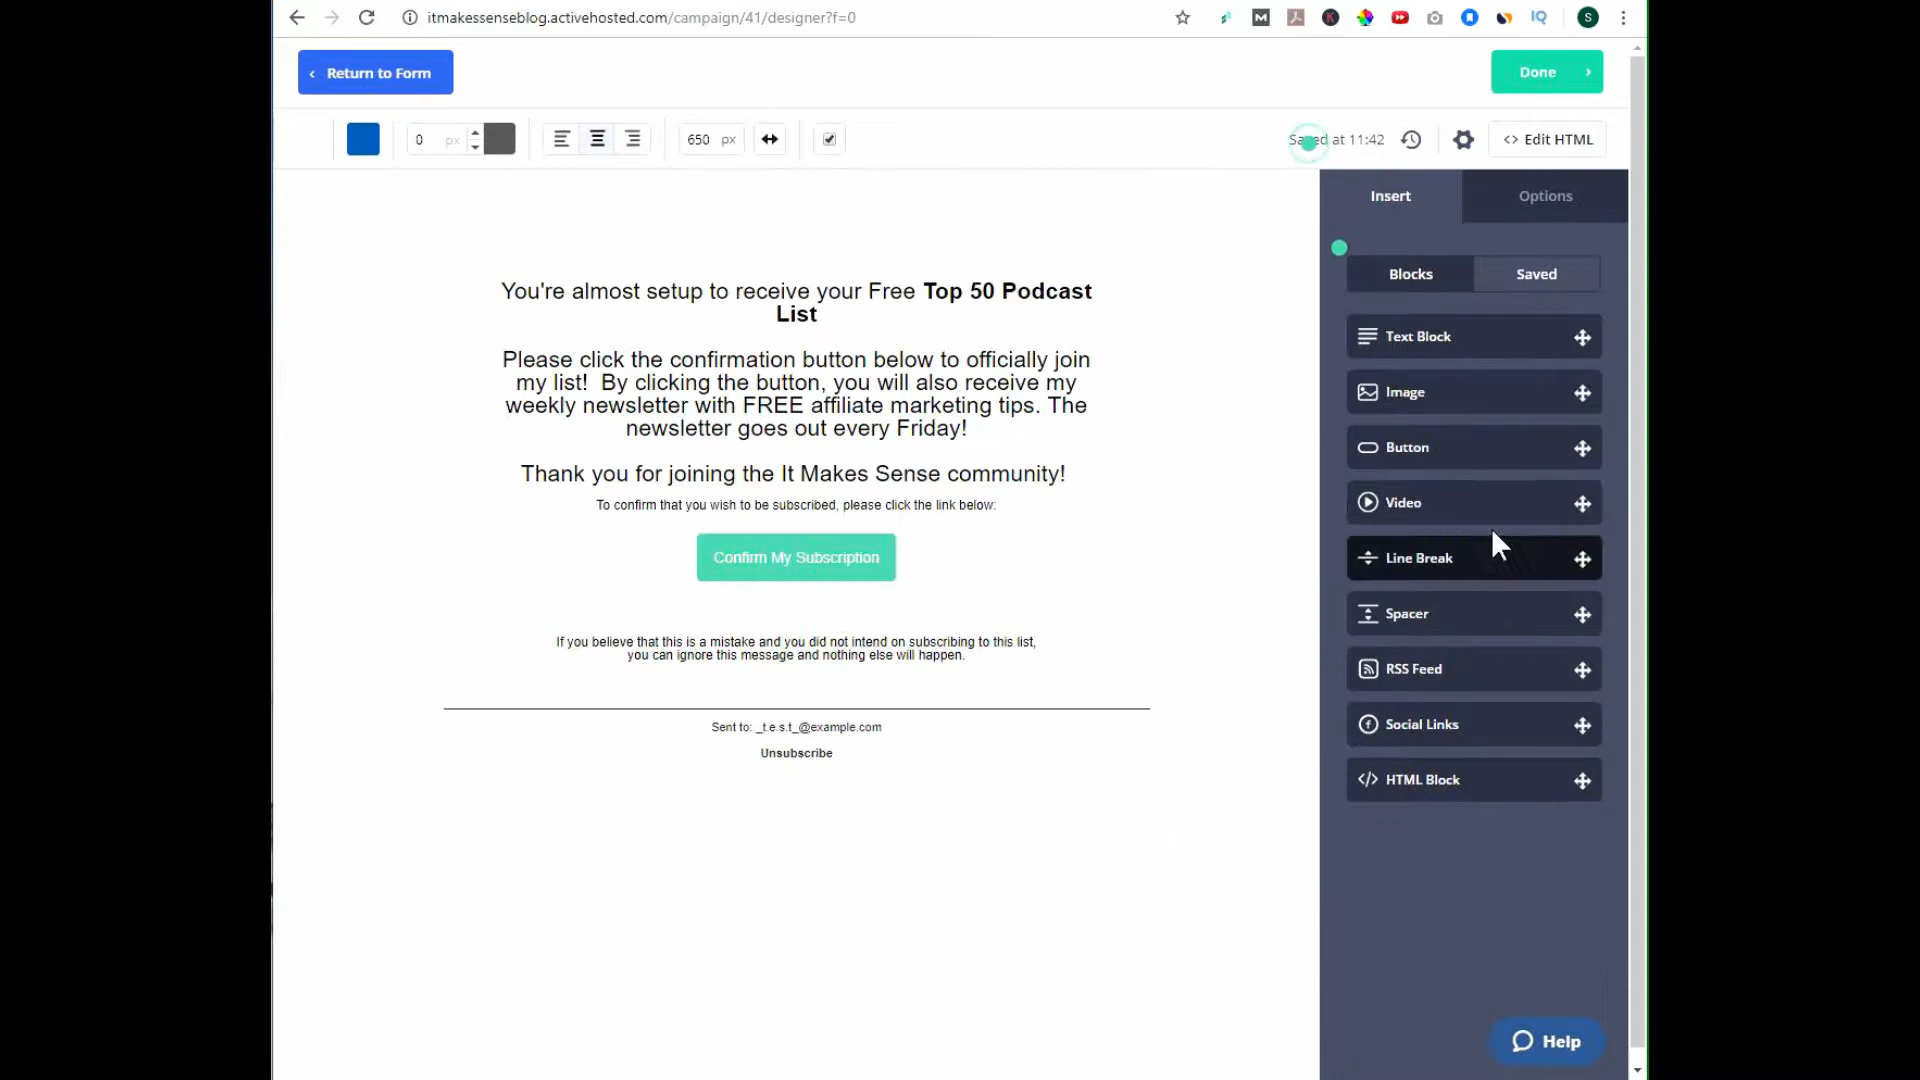 itmakessenseblog.activehosted.com/campaign/41/designer?f=0
M
K
IQ
S
Return to Form
Done
0 px
650 px
Saved at 11:42
<> Edit HTML
Insert
Options
Blocks
Saved
You're almost setup to receive your Free Top 50 Podcast
List
Please click the confirmation button below to officially join
my list!  By clicking the button, you will also receive my
weekly newsletter with FREE affiliate marketing tips. The
newsletter goes out every Friday!
Thank you for joining the It Makes Sense community!
To confirm that you wish to be subscribed, please click the link below:
Confirm My Subscription
If you believe that this is a mistake and you did not intend on subscribing to this list,
you can ignore this message and nothing else will happen.
Sent to: _t.e.s.t_@example.com
Unsubscribe
Text Block
Image
Button
Video
Line Break
Spacer
RSS Feed
Social Links
HTML Block
Help